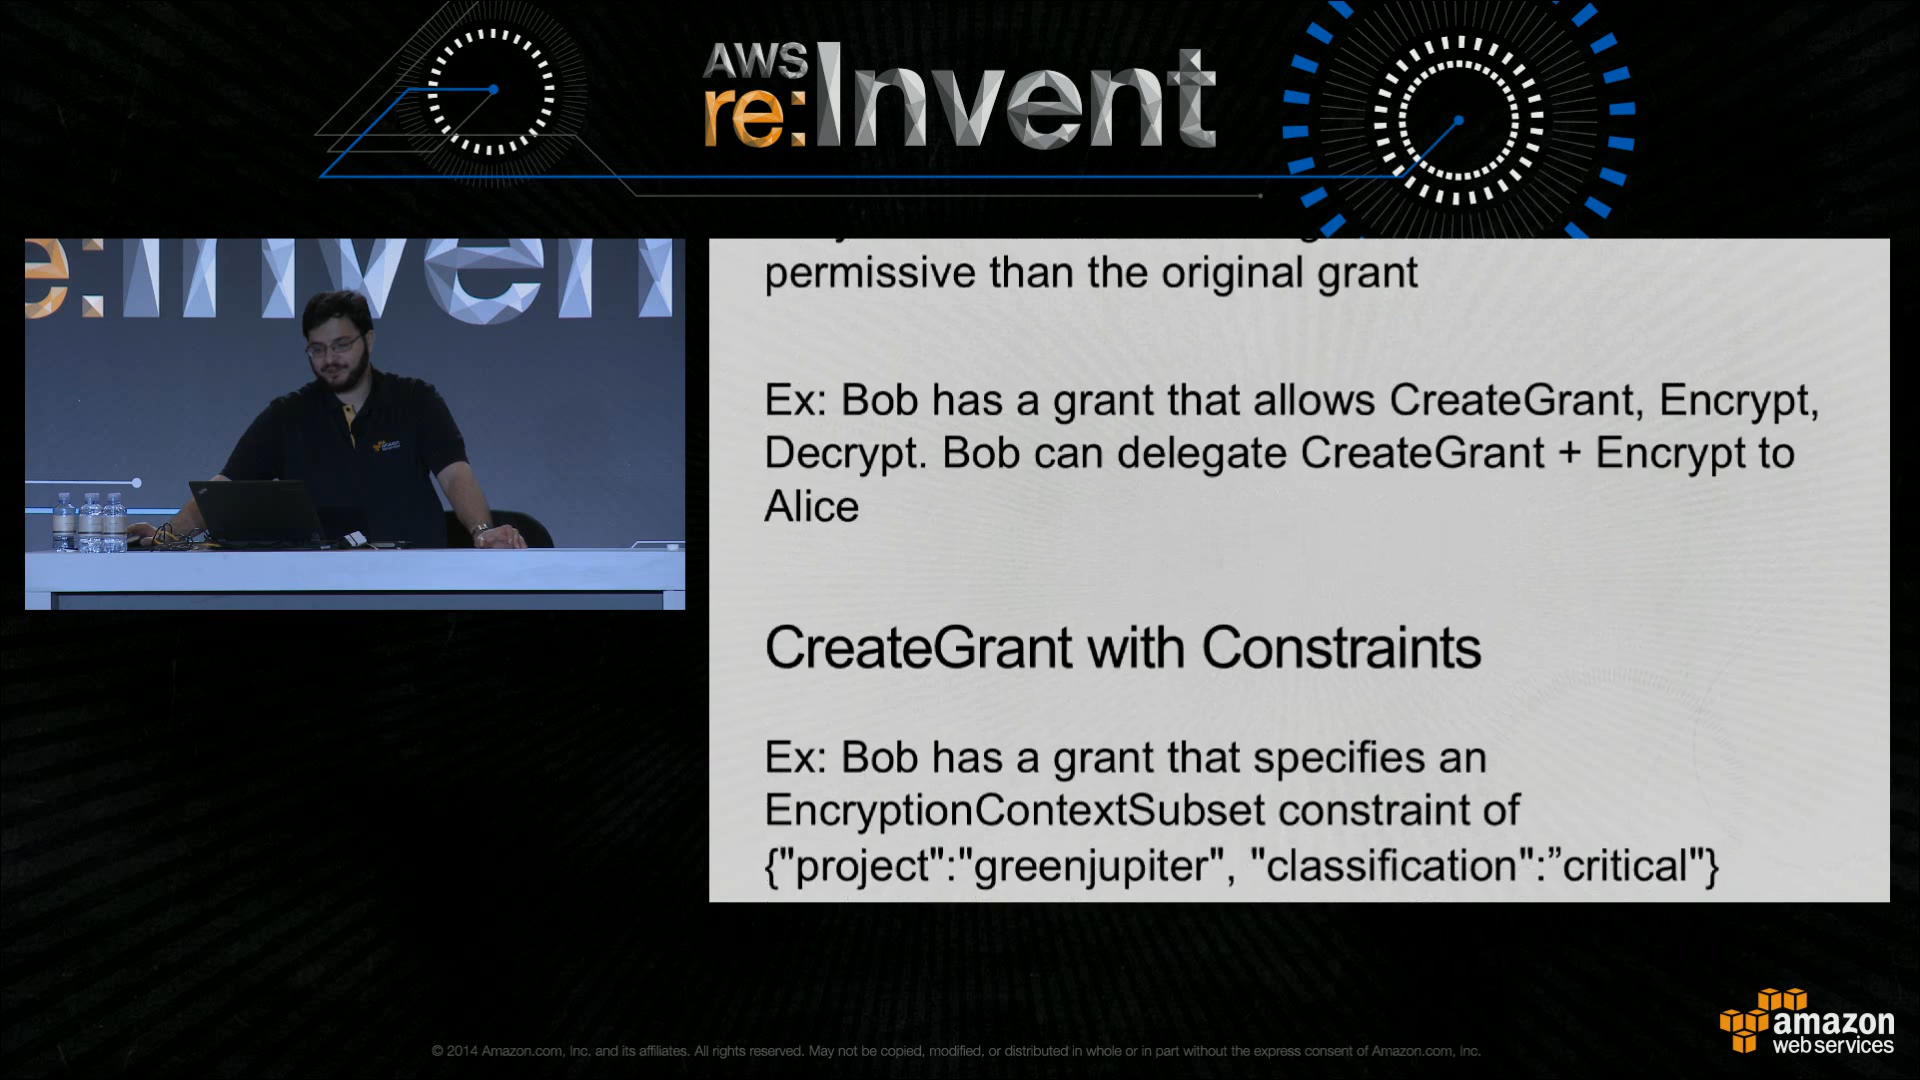 AWS
re:Invent
e:Inven
permissive than the original grant
Ex: Bob has a grant that allows CreateGrant, Encrypt,
Decrypt. Bob can delegate CreateGrant + Encrypt to
Alice
CreateGrant with Constraints
Ex: Bob has a grant that specifies an
EncryptionContextSubset constraint of
{"project":"greenjupiter", "classification":”critical"}
amazon
web services
© 2014 Amazon.com, Inc. and its affiliates. All rights reserved. May not be copied, modified, or distributed in whole or in part without the express consent of Amazon.com, Inc.